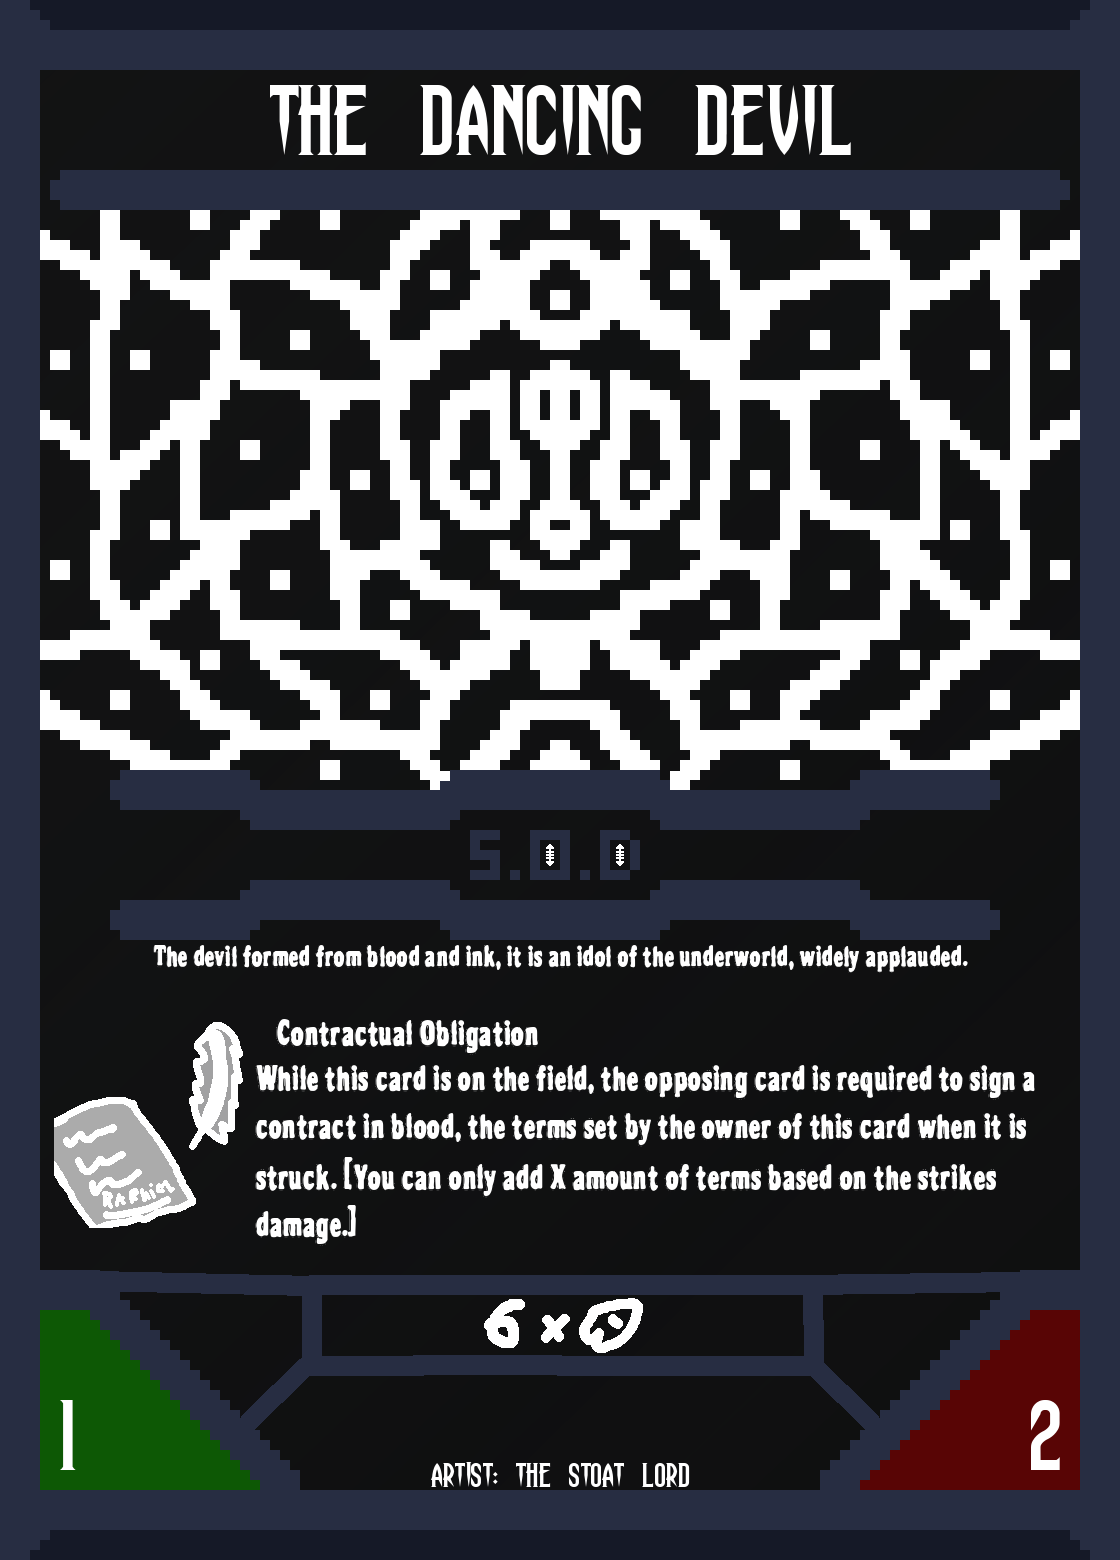 THE DANCING DEVIL
S.O.D
The devil formed from blood and ink, it is an idol of the underworld, widely applauded.
Contractual Obligation
While this card is on the field, the opposing card is required to sign a
contract in blood, the terms set by the owner of this card when it is
struck. [You can only add X amount of terms based on the strikes
damage.]
6 x
1
2
ARTIST: THE STOAT LORD